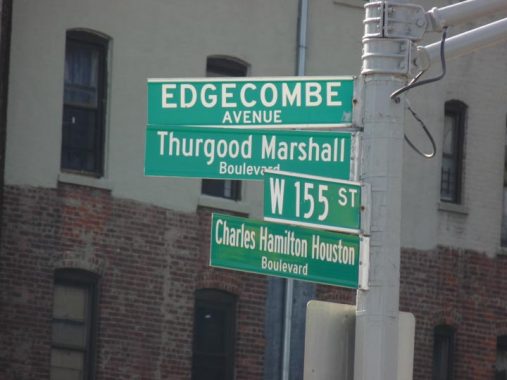 EDGECOMBE
AVENUE
Thurgood Marshall
Boulevard
W 155 ST
Charles Hamilton Houston
Boulevard